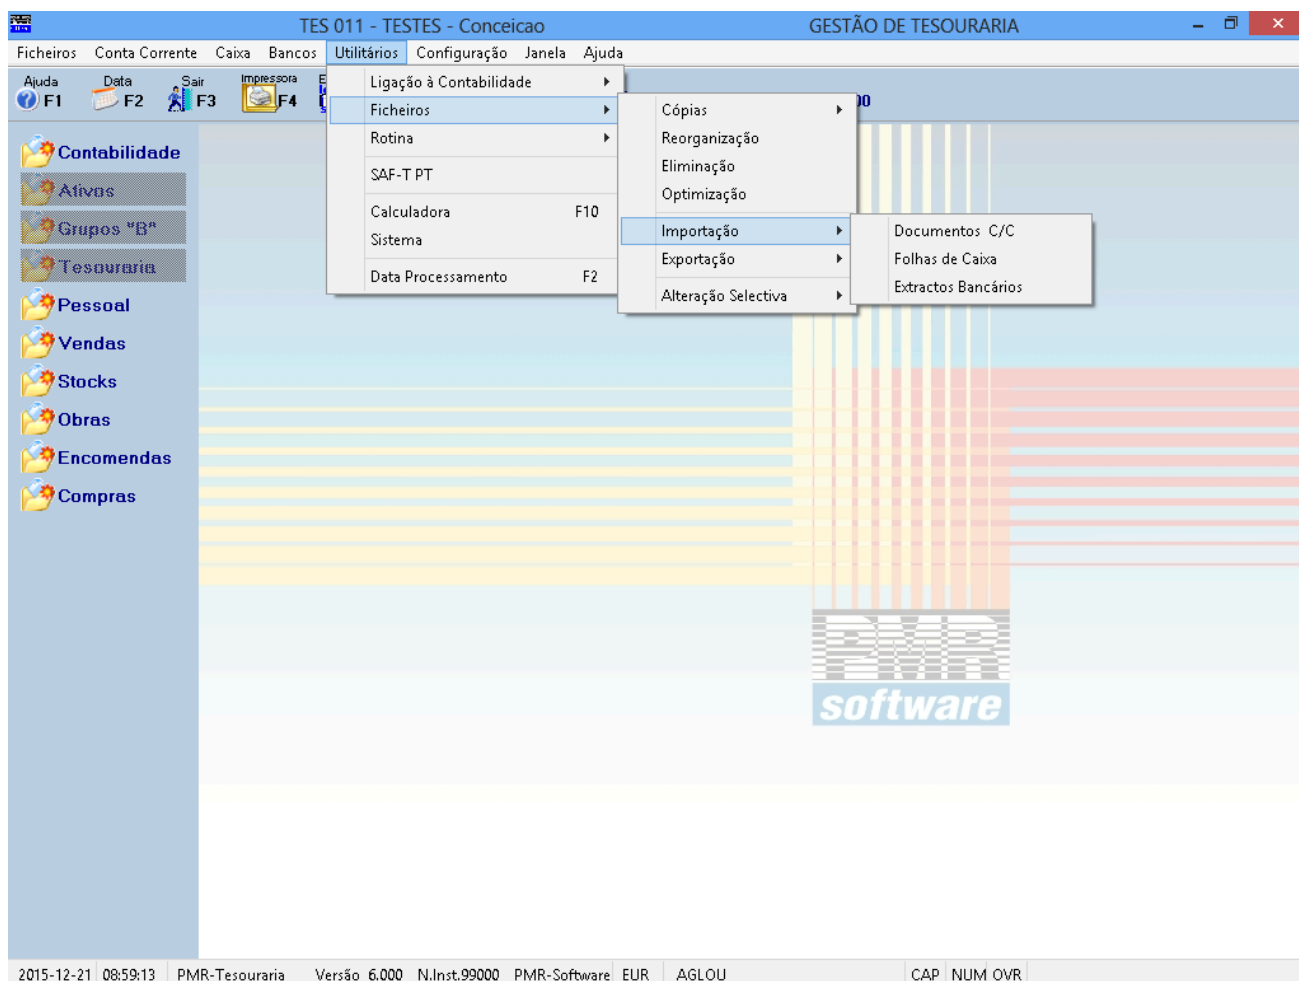 TES 011 - TESTES - Conceicao GESTÃO DE TESOURARIA
Ficheiros Conta Corrente Caixa Bancos Utilitários Configuração Janela Ajuda
Ajuda F1 Data F2 Sair F3 Impressora F4
Ligação à Contabilidade
Ficheiros
Rotina
SAF-T PT
Calculadora F10
Sistema
Data Processamento F2
Cópias
Reorganização
Eliminação
Optimização
Importação
Exportação
Alteração Selectiva
Documentos C/C
Folhas de Caixa
Extractos Bancários
Contabilidade
Ativos
Grupos "B"
Tesouraria
Pessoal
Vendas
Stocks
Obras
Encomendas
Compras
PMR
software
2015-12-21 08:59:13 PMR-Tesouraria Versão 6.000 N.Inst.99000 PMR-Software EUR AGLOU CAP NUM OVR